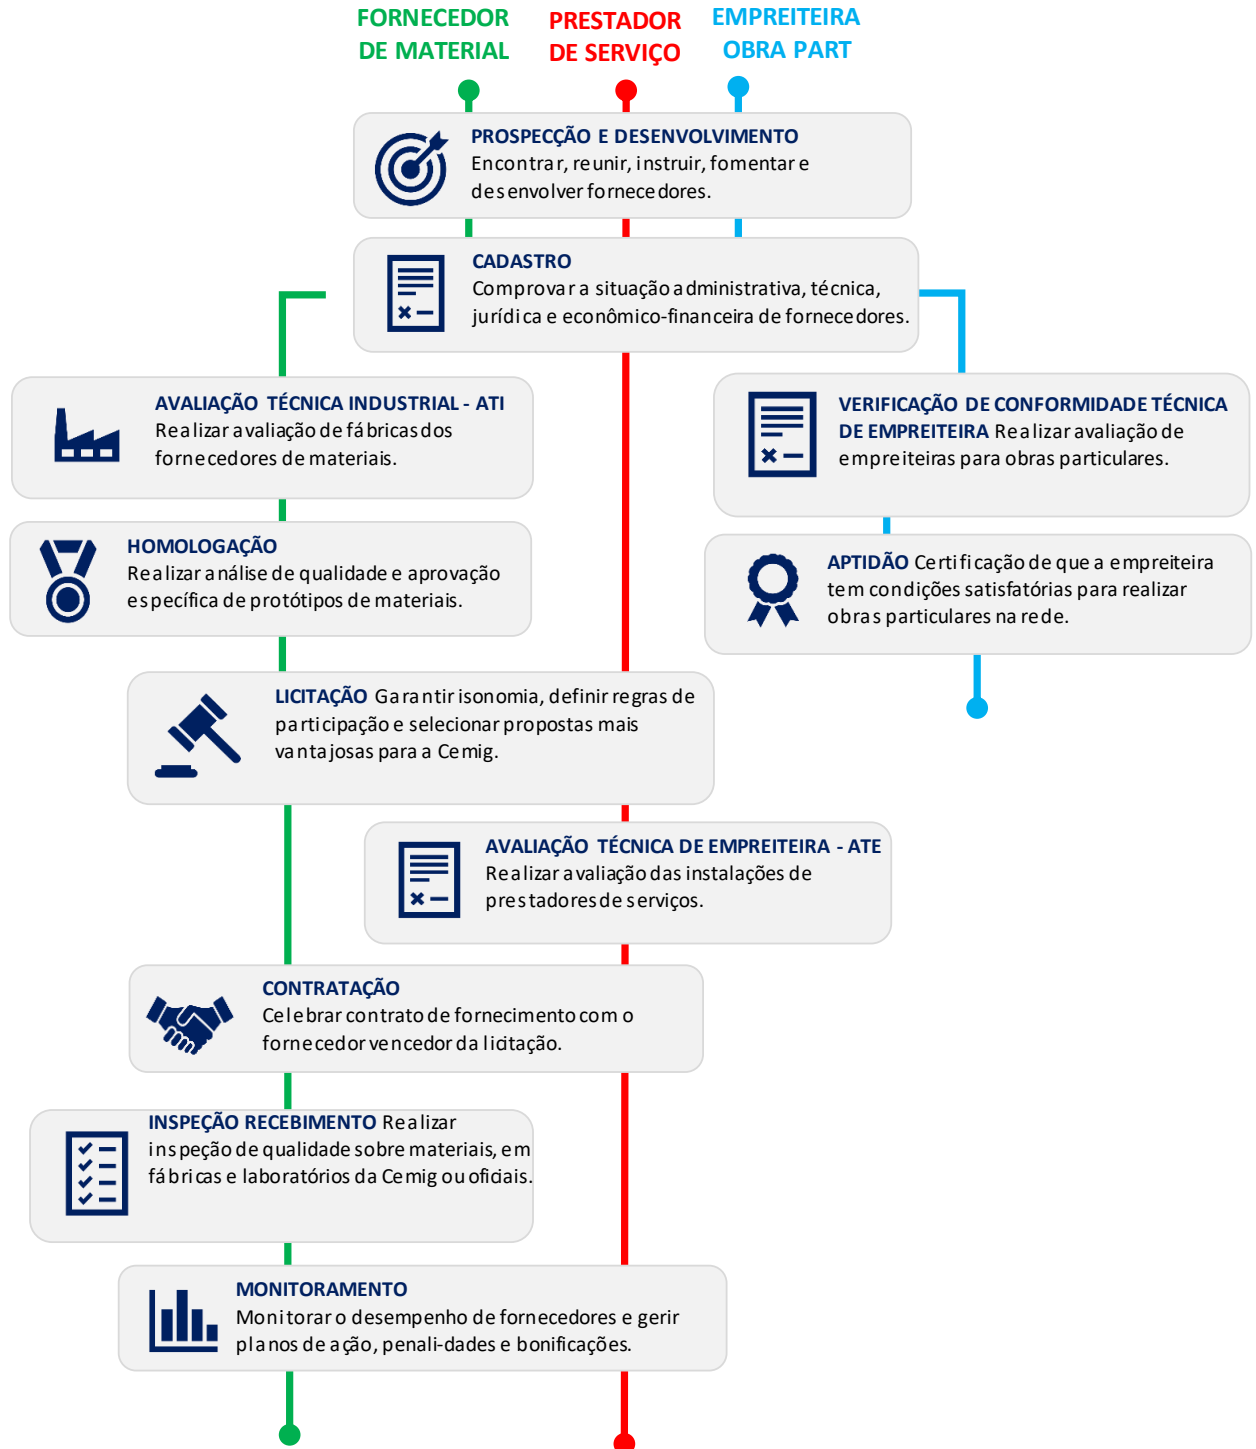 FORNECEDOR
DE MATERIAL
PRESTADOR
DE SERVIÇO
EMPREITEIRA
OBRA PART
PROSPECÇÃO E DESENVOLVIMENTO
Encontrar, reunir, instruir, fomentar e
desenvolver fornecedores.
CADASTRO
Comprovar a situação administrativa, técnica,
jurídica e econômico-financeira de fornecedores.
AVALIAÇÃO TÉCNICA INDUSTRIAL - ATI
Realizar avaliação de fábricas dos
fornecedores de materiais.
VERIFICAÇÃO DE CONFORMIDADE TÉCNICA
DE EMPREITEIRA Realizar avaliação de
empreiteiras para obras particulares.
HOMOLOGAÇÃO
Realizar análise de qualidade e aprovação
específica de protótipos de materiais.
APTIDÃO Certificação de que a empreiteira
tem condições satisfatórias para realizar
obras particulares na rede.
LICITAÇÃO Garantir isonomia, definir regras de
participação e selecionar propostas mais
vantajosas para a Cemig.
AVALIAÇÃO TÉCNICA DE EMPREITEIRA - ATE
Realizar avaliação das instalações de
prestadores de serviços.
CONTRATAÇÃO
Celebrar contrato de fornecimento com o
fornecedor vencedor da licitação.
INSPEÇÃO RECEBIMENTO Realizar
inspeção de qualidade sobre materiais, em
fábricas e laboratórios da Cemig ou oficiais.
MONITORAMENTO
Monitorar o desempenho de fornecedores e gerir
planos de ação, penali-dades e bonificações.